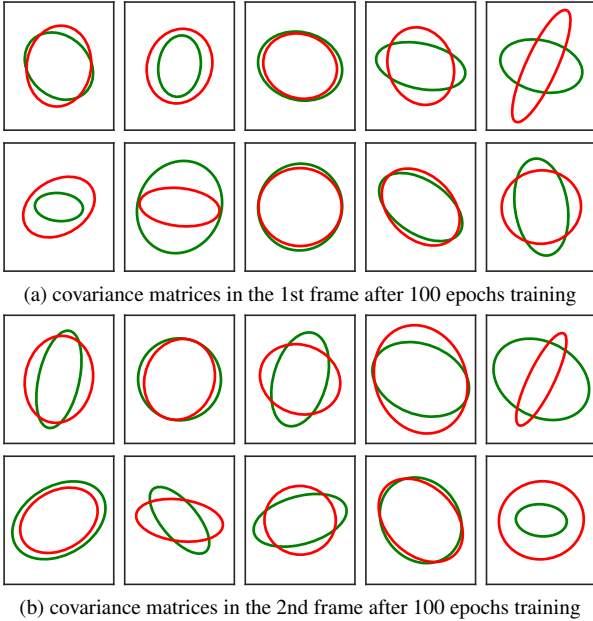 (a) covariance matrices in the 1st frame after 100 epochs training
(b) covariance matrices in the 2nd frame after 100 epochs training